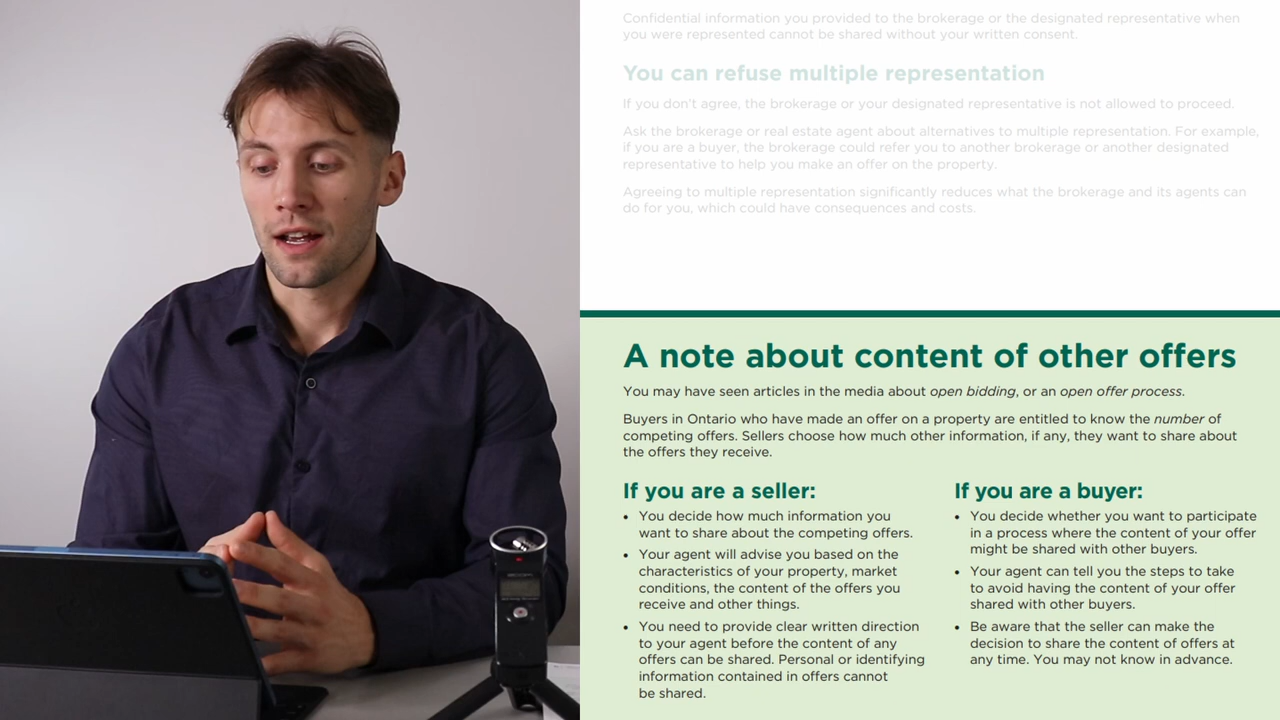 Confidential information you provided to the brokerage or the designated representative when
you were represented cannot be shared without your written consent.
You can refuse multiple representation
If you don't agree, the brokerage or your designated representative is not allowed to proceed.
Ask the brokerage or real estate agent about alternatives to multiple representation. For example,
if you are a buyer, the brokerage could refer you to another brokerage or another designated
representative to help you make an offer on the property.
Agreeing to multiple representation significantly reduces what the brokerage and its agents can
do for you, which could have consequences and costs.
A note about content of other offers
You may have seen articles in the media about open bidding, or an open offer process.
Buyers in Ontario who have made an offer on a property are entitled to know the number of
competing offers. Sellers choose how much other information, if any, they want to share about
the offers they receive.
If you are a seller:
• You decide how much information you
want to share about the competing offers.
• Your agent will advise you based on the
characteristics of your property, market
conditions, the content of the offers you
receive and other things.
• You need to provide clear written direction
to your agent before the content of any
offers can be shared. Personal or identifying
information contained in offers cannot
be shared.
If you are a buyer:
• You decide whether you want to participate
in a process where the content of your offer
might be shared with other buyers.
• Your agent can tell you the steps to take
to avoid having the content of your offer
shared with other buyers.
• Be aware that the seller can make the
decision to share the content of offers at
any time. You may not know in advance.